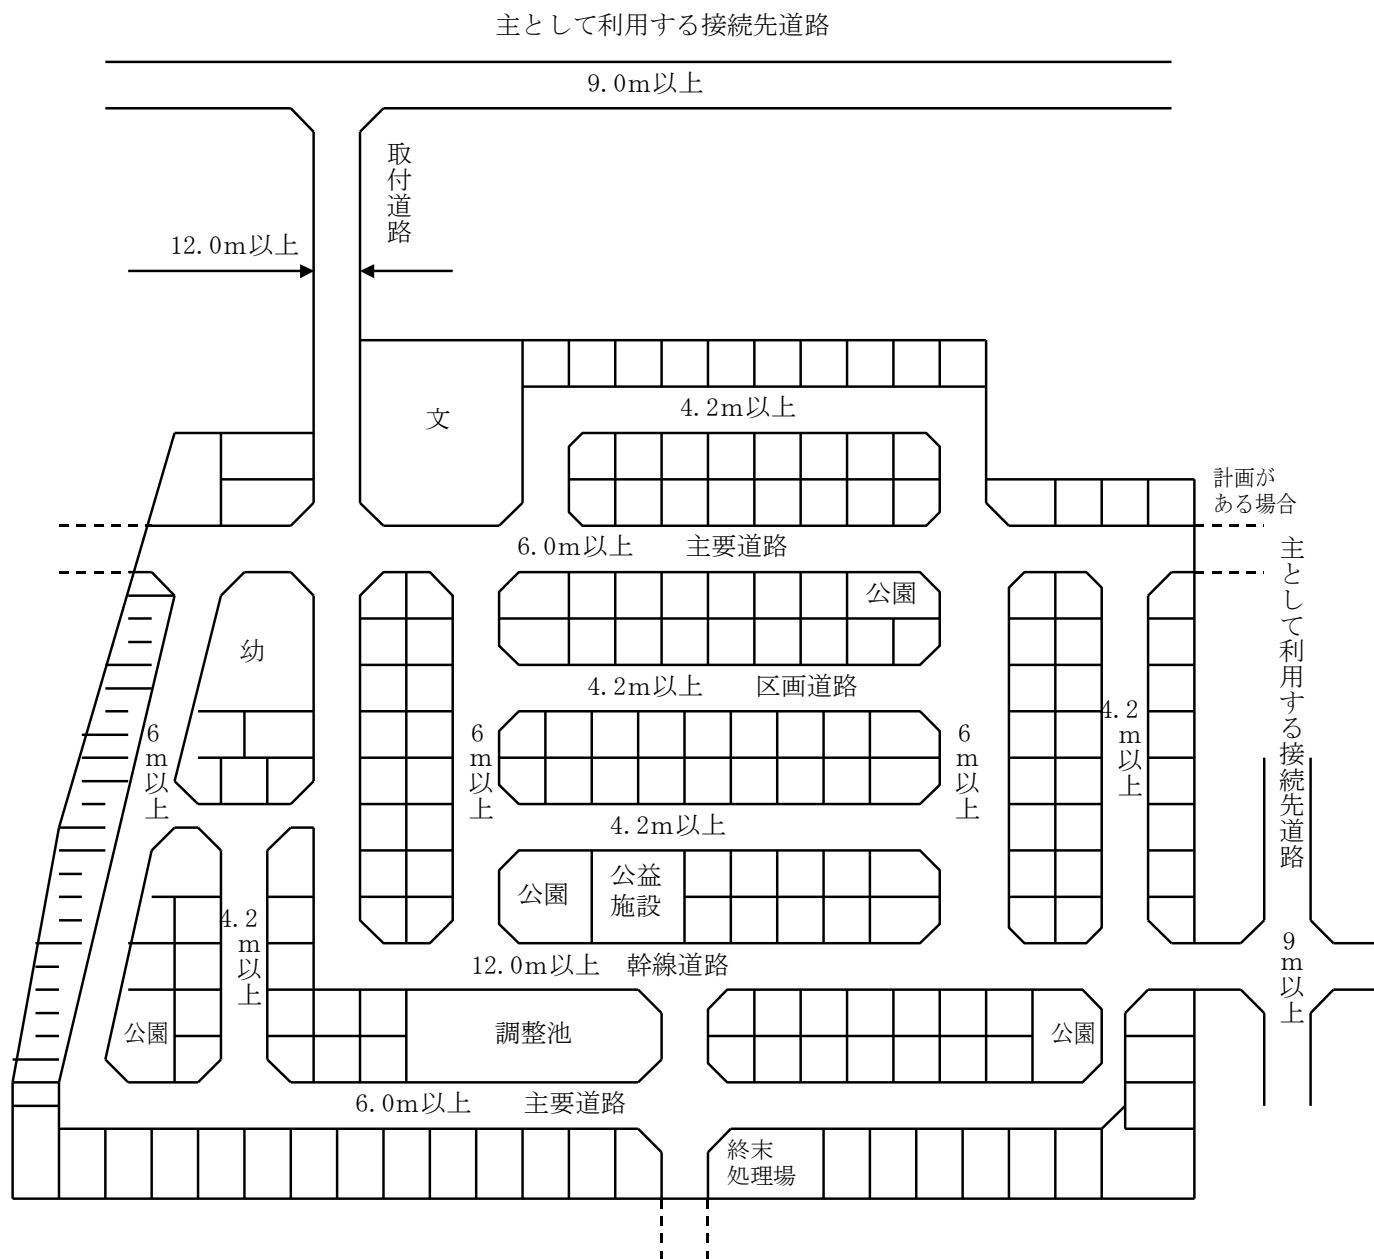 主として利用する接続先道路
9.0m以上
取付道路
12.0m以上
文
4.2m以上
計画が
ある場合
6.0m以上　主要道路
主として利用する接続先道路
公園
幼
4.2m以上　区画道路
6m以上
6m以上
6m以上
4.2m以上
4.2m以上
公園
公益
施設
4.2m以上
12.0m以上　幹線道路
9m以上
公園
調整池
公園
6.0m以上　主要道路
終末
処理場